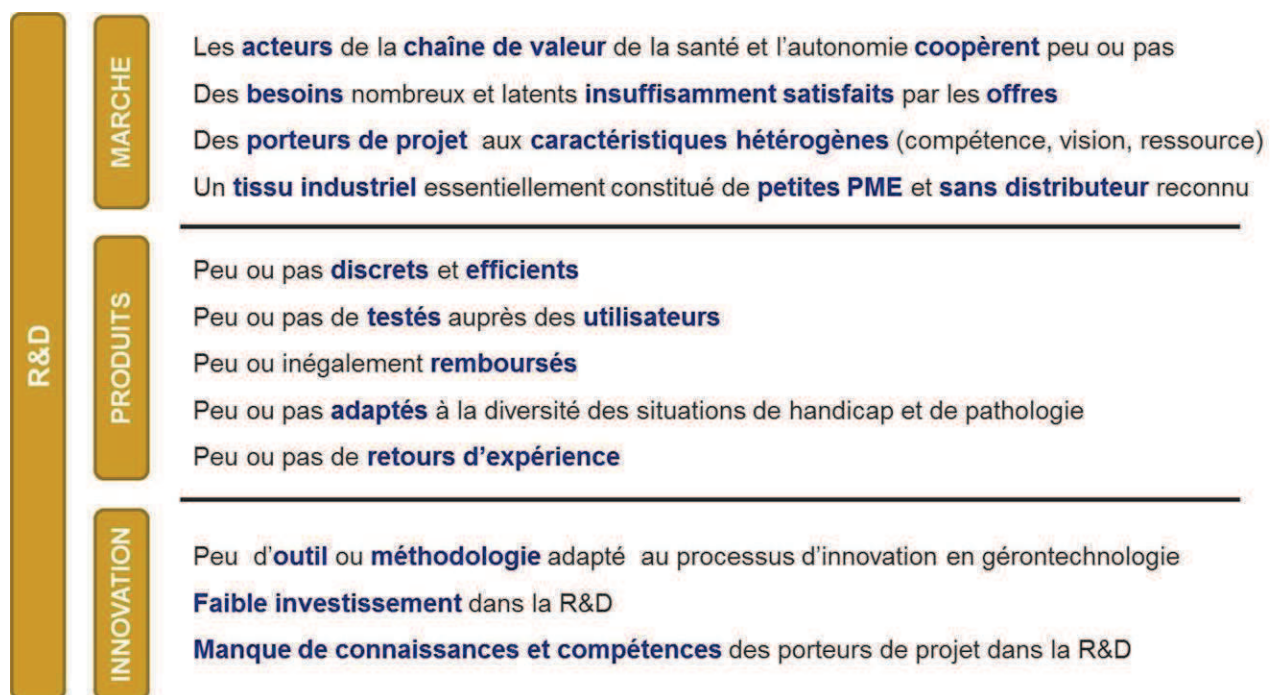 R&D
MARCHE
Les acteurs de la chaîne de valeur de la santé et l'autonomie coopèrent peu ou pas
Des besoins nombreux et latents insuffisamment satisfaits par les offres
Des porteurs de projet aux caractéristiques hétérogènes (compétence, vision, ressource)
Un tissu industriel essentiellement constitué de petites PME et sans distributeur reconnu
PRODUITS
Peu ou pas discrets et efficients
Peu ou pas de testés auprès des utilisateurs
Peu ou inégalement remboursés
Peu ou pas adaptés à la diversité des situations de handicap et de pathologie
Peu ou pas de retours d'expérience
INNOVATION
Peu d'outil ou méthodologie adapté au processus d'innovation en gérontechnologie
Faible investissement dans la R&D
Manque de connaissances et compétences des porteurs de projet dans la R&D